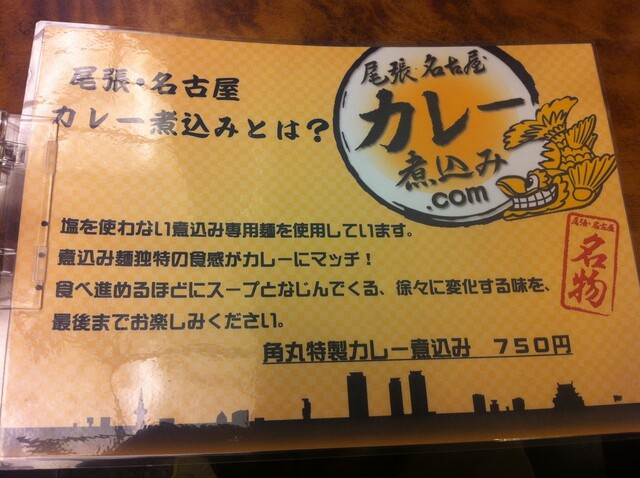 尾張・名古屋
カレー煮込みとは？
尾張・名古屋
カレー
煮込み
.com
尾張・名古屋
名物
塩を使わない煮込み専用麺を使用しています。
煮込み麺独特の食感がカレーにマッチ！
食べ進めるほどにスープとなじんでくる、徐々に変化する味を、
最後までお楽しみください。
角丸特製カレー煮込み　７５０円